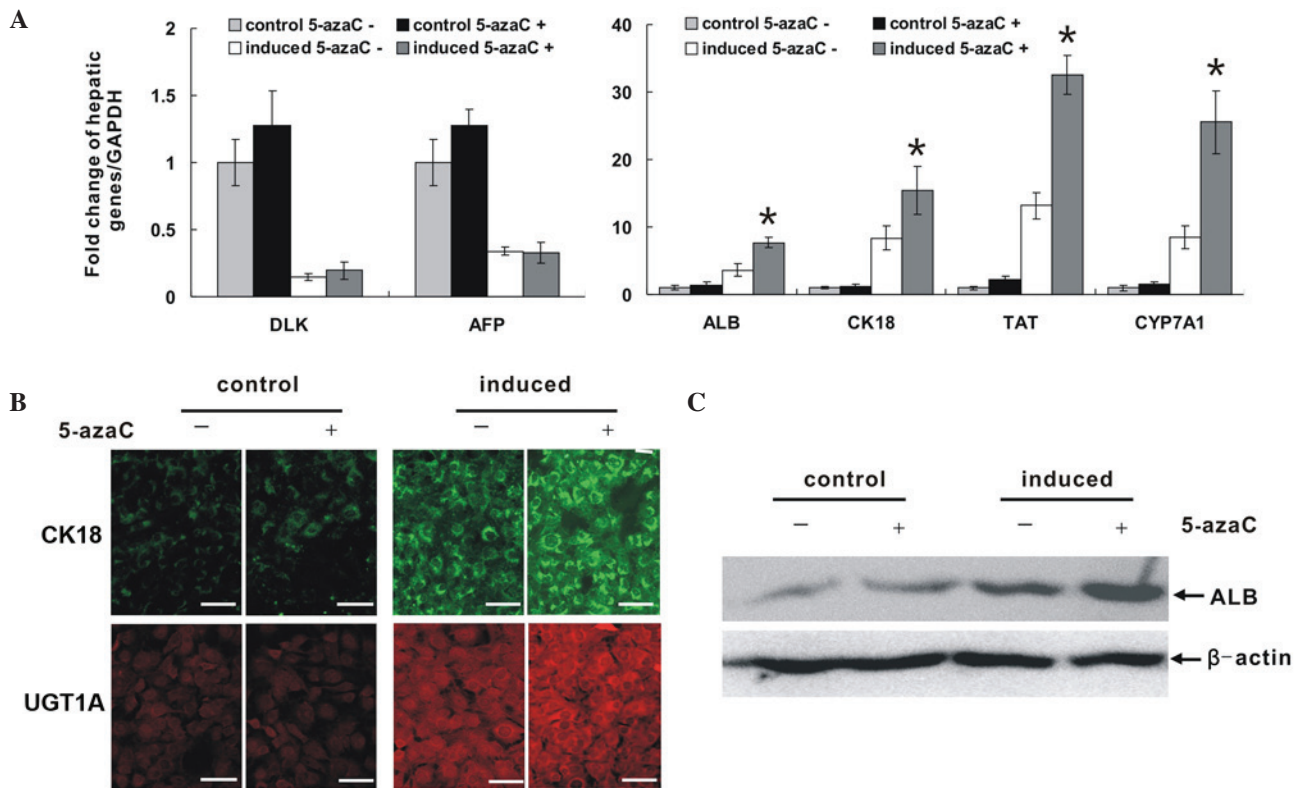 A
control 5-azaC - control 5-azaC +
induced 5-azaC - induced 5-azaC +
Fold change of hepatic
genes/GAPDH
2
1.5
1
0.5
0
DLK AFP
control 5-azaC - control 5-azaC +
induced 5-azaC - induced 5-azaC +
40
30
20
10
0
* * * *
ALB CK18 TAT CYP7A1
B
control induced
5-azaC − + − +
CK18
UGT1A
C
control induced
− + − + 5-azaC
ALB
β-actin